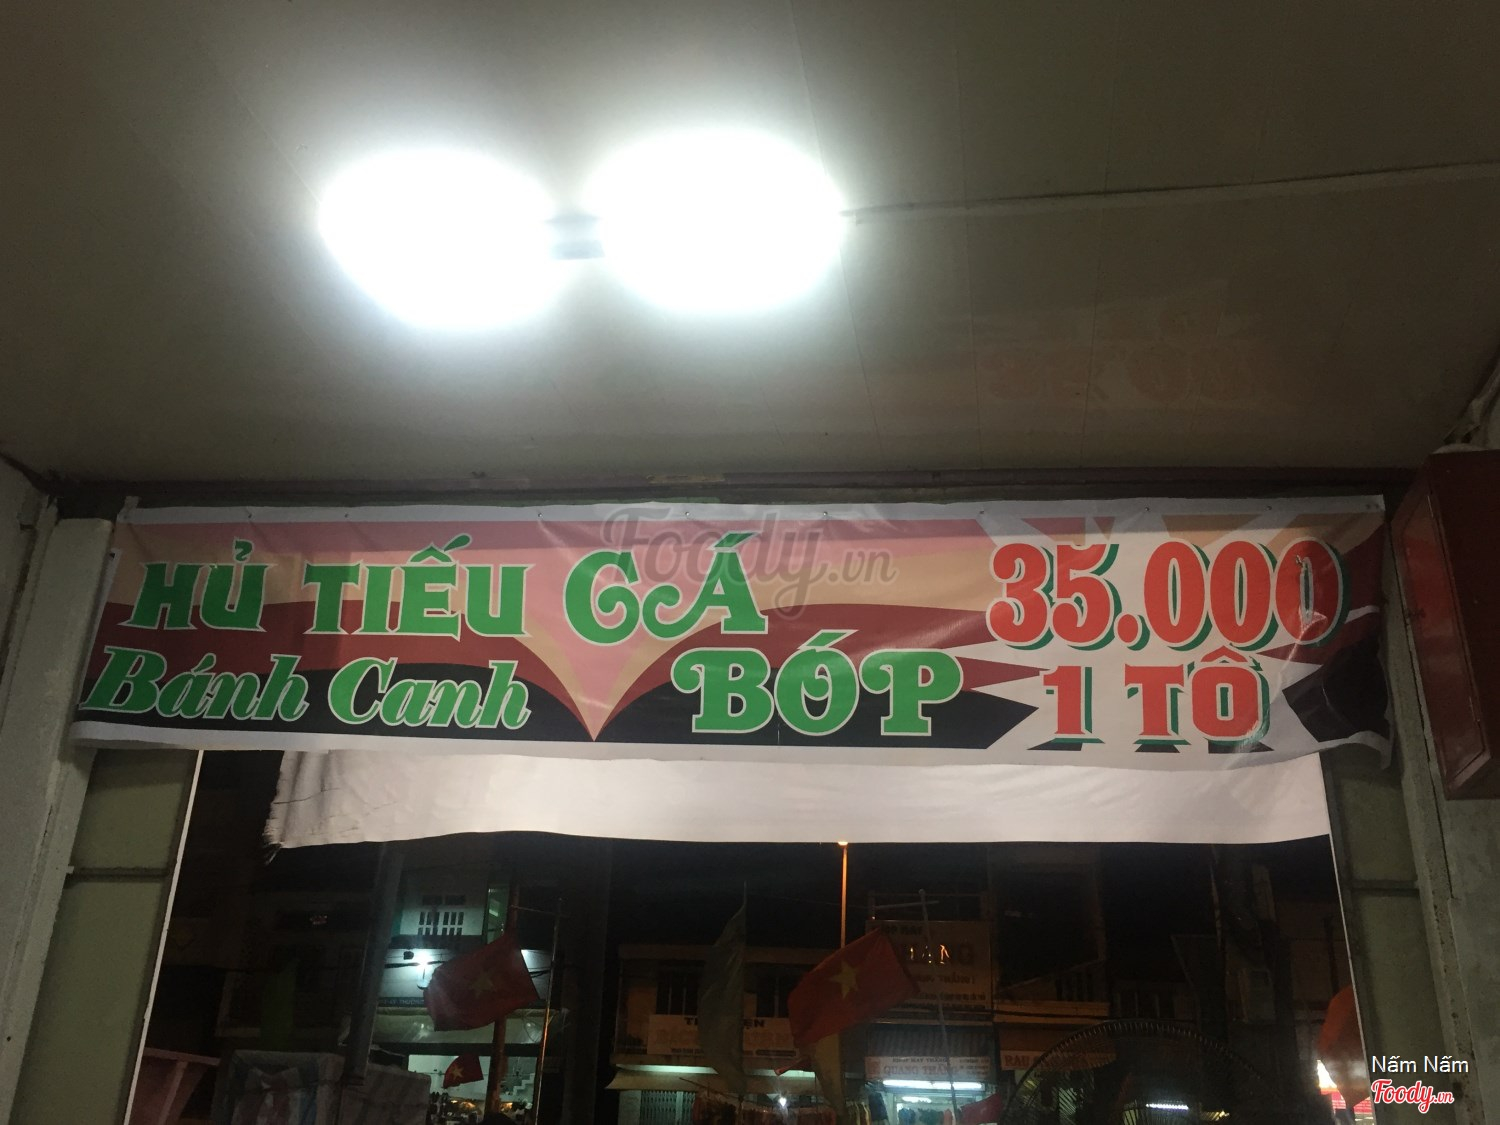 HỦ TIẾU CÁ 35.000
Bánh Canh BÓP 1 TÔ
Foody.vn
Nấm Nấm
Foody.vn